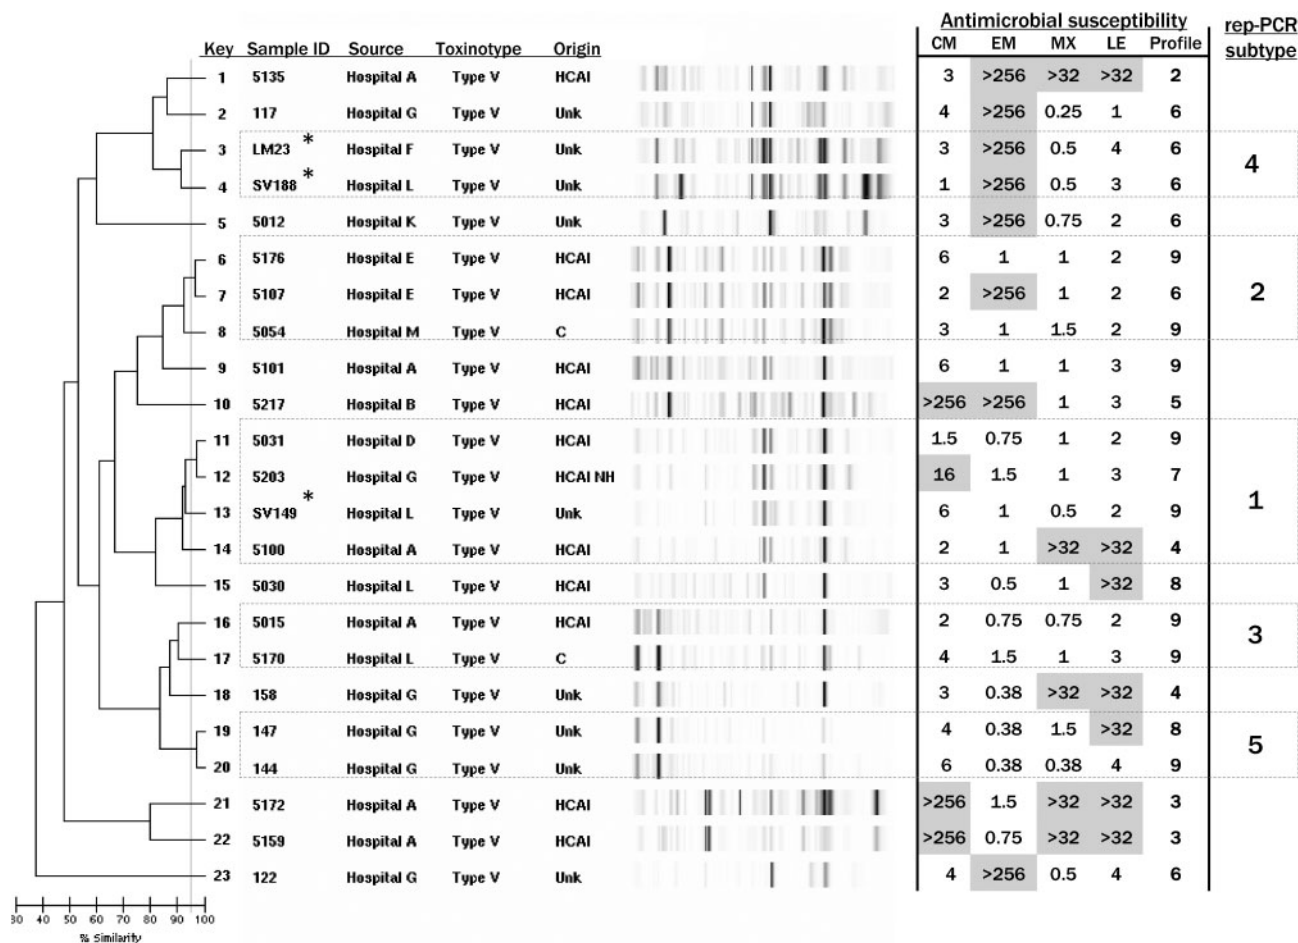 Antimicrobial susceptibility rep-PCR
Key Sample ID Source Toxinotype Origin CM EM MX LE Profile subtype
1 5135 Hospital A Type V HCAI 3 >256 >32 >32 2
2 117 Hospital G Type V Unk 4 >256 0.25 1 6
3 LM23 * Hospital F Type V Unk 3 >256 0.5 4 6
4
4 SV188 * Hospital L Type V Unk 1 >256 0.5 3 6
5 5012 Hospital K Type V Unk 3 >256 0.75 2 6
6 5176 Hospital E Type V HCAI 6 1 1 2 9
7 5107 Hospital E Type V HCAI 2 >256 1 2 6 2
8 5054 Hospital M Type V C 3 1 1.5 2 9
9 5101 Hospital A Type V HCAI 6 1 1 3 9
10 5217 Hospital B Type V HCAI >256 >256 1 3 5
11 5031 Hospital D Type V HCAI 1.5 0.75 1 2 9
12 5203 Hospital G Type V HCAI NH 16 1.5 1 3 7
1
13 SV149 * Hospital L Type V Unk 6 1 0.5 2 9
14 5100 Hospital A Type V HCAI 2 1 >32 >32 4
15 5030 Hospital L Type V HCAI 3 0.5 1 >32 8
16 5015 Hospital A Type V HCAI 2 0.75 0.75 2 9
3
17 5170 Hospital L Type V C 4 1.5 1 3 9
18 158 Hospital G Type V Unk 3 0.38 >32 >32 4
19 147 Hospital G Type V Unk 4 0.38 1.5 >32 8
5
20 144 Hospital G Type V Unk 6 0.38 0.38 4 9
21 5172 Hospital A Type V HCAI >256 1.5 >32 >32 3
22 5159 Hospital A Type V HCAI >256 0.75 >32 >32 3
23 122 Hospital G Type V Unk 4 >256 0.5 4 6
30 40 50 60 70 80 90 100
% Similarity